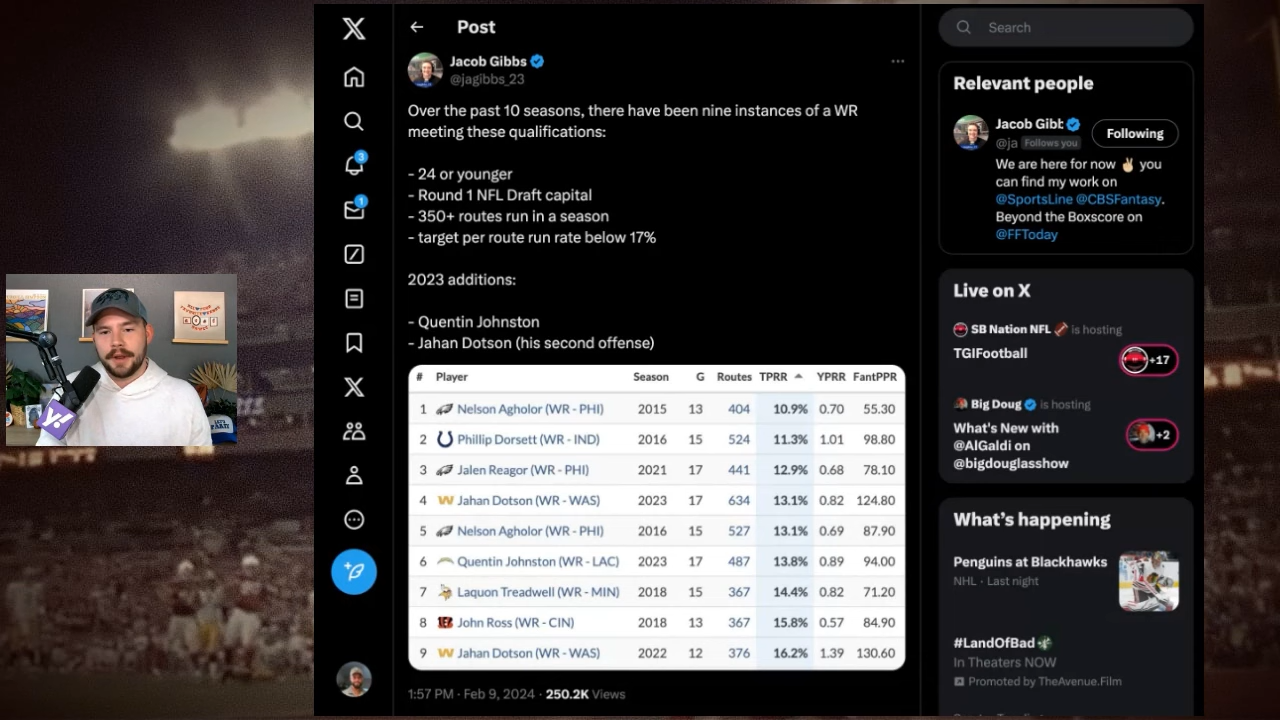 Post
Search
Jacob Gibbs
@jagibbs_23
Over the past 10 seasons, there have been nine instances of a WR
meeting these qualifications:
- 24 or younger
- Round 1 NFL Draft capital
- 350+ routes run in a season
- target per route run rate below 17%
2023 additions:
- Quentin Johnston
- Jahan Dotson (his second offense)
# Player Season G Routes TPRR YPRR FantPPR
1 Nelson Agholor (WR - PHI) 2015 13 404 10.9% 0.70 55.30
2 Phillip Dorsett (WR - IND) 2016 15 524 11.3% 1.01 98.80
3 Jalen Reagor (WR - PHI) 2021 17 441 12.9% 0.68 78.10
4 Jahan Dotson (WR - WAS) 2023 17 634 13.1% 0.82 124.80
5 Nelson Agholor (WR - PHI) 2016 15 527 13.1% 0.69 87.90
6 Quentin Johnston (WR - LAC) 2023 17 487 13.8% 0.89 94.00
7 Laquon Treadwell (WR - MIN) 2018 15 367 14.4% 0.82 71.20
8 John Ross (WR - CIN) 2018 13 367 15.8% 0.57 84.90
9 Jahan Dotson (WR - WAS) 2022 12 376 16.2% 1.39 130.60
1:57 PM · Feb 9, 2024 · 250.2K Views
3
1
Relevant people
Jacob Gibl
Following
@ja Follows you
We are here for now ✌🏻 you
can find my work on
@SportsLine @CBSFantasy.
Beyond the Boxscore on
@FFToday
Live on X
SB Nation NFL 🏈 is hosting
TGIFootball
+17
Big Doug is hosting
What's New with
@AlGaldi on
@bigdouglasshow
+2
What's happening
Penguins at Blackhawks
NHL · Last night
#LandOfBad
In Theaters NOW
Promoted by TheAvenue.Film
y!